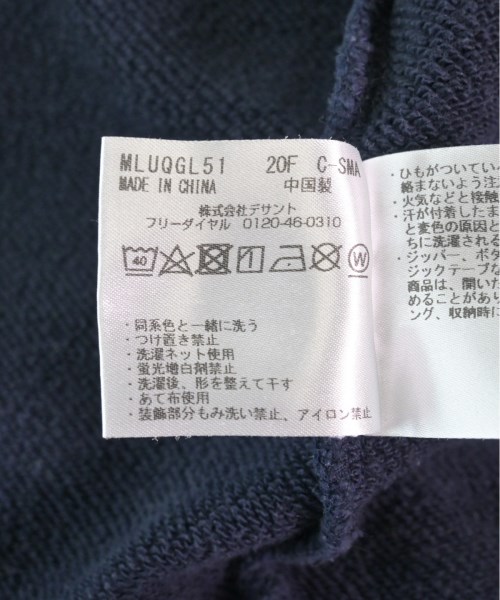 MLUQGL51 20F C-SMA
MADE IN CHINA 中国製
株式会社デサント
フリーダイヤル 0120-46-0310
40 W
・同系色と一緒に洗う
・つけ置き禁止
・洗濯ネット使用
・蛍光増白剤禁止
・洗濯後、形を整えて干す
・あて布使用
・装飾部分もみ洗い禁止、アイロン禁止
・ひもがついてい
絡まないよう注
・火気などと接触
・汗が付着したま
と変色の原因と
ちに洗濯される
・ジッパー、ボタ
ジックテープな
商品は、開いた
めることがあり
ング、収納時に